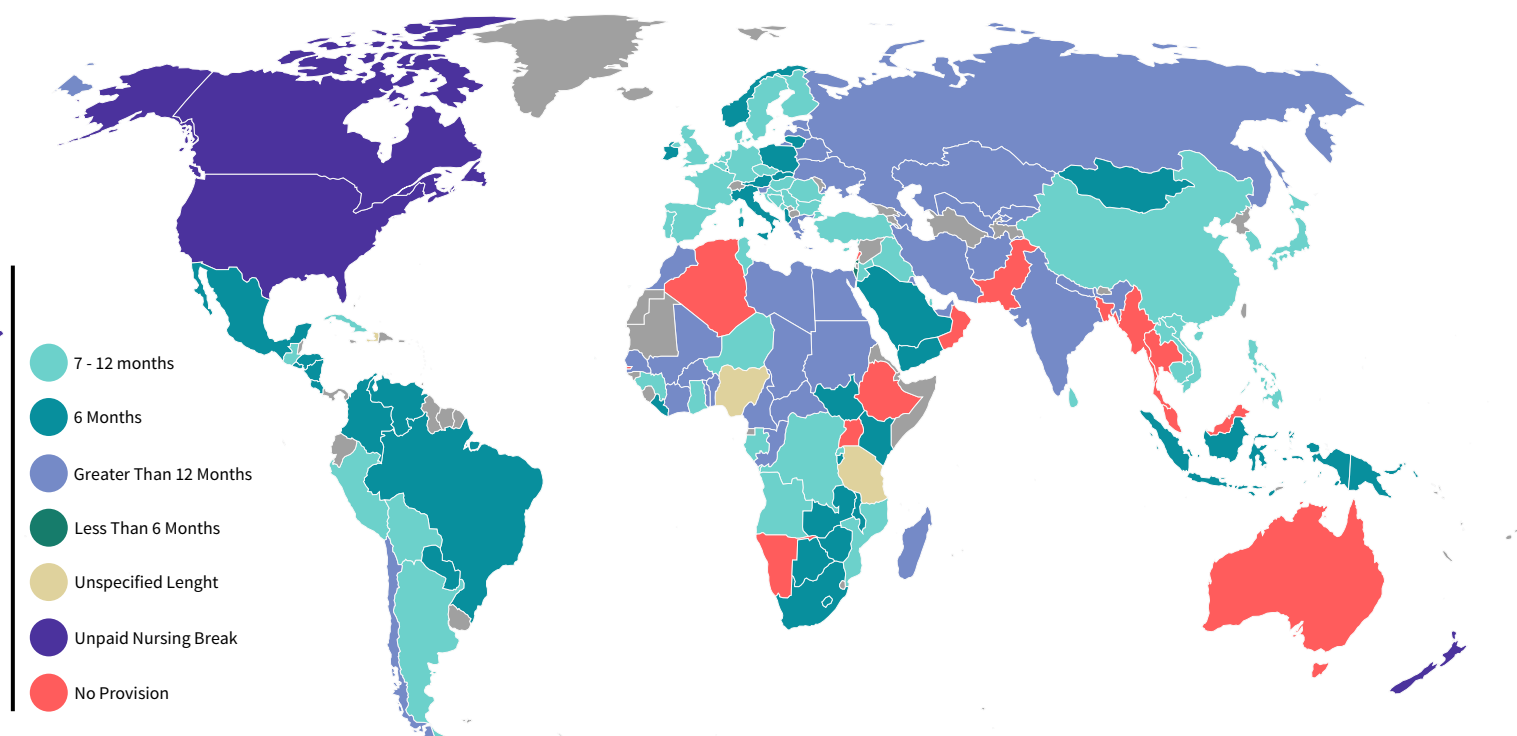 7 - 12 months
6 Months
Greater Than 12 Months
Less Than 6 Months
Unspecified Lenght
Unpaid Nursing Break
No Provision